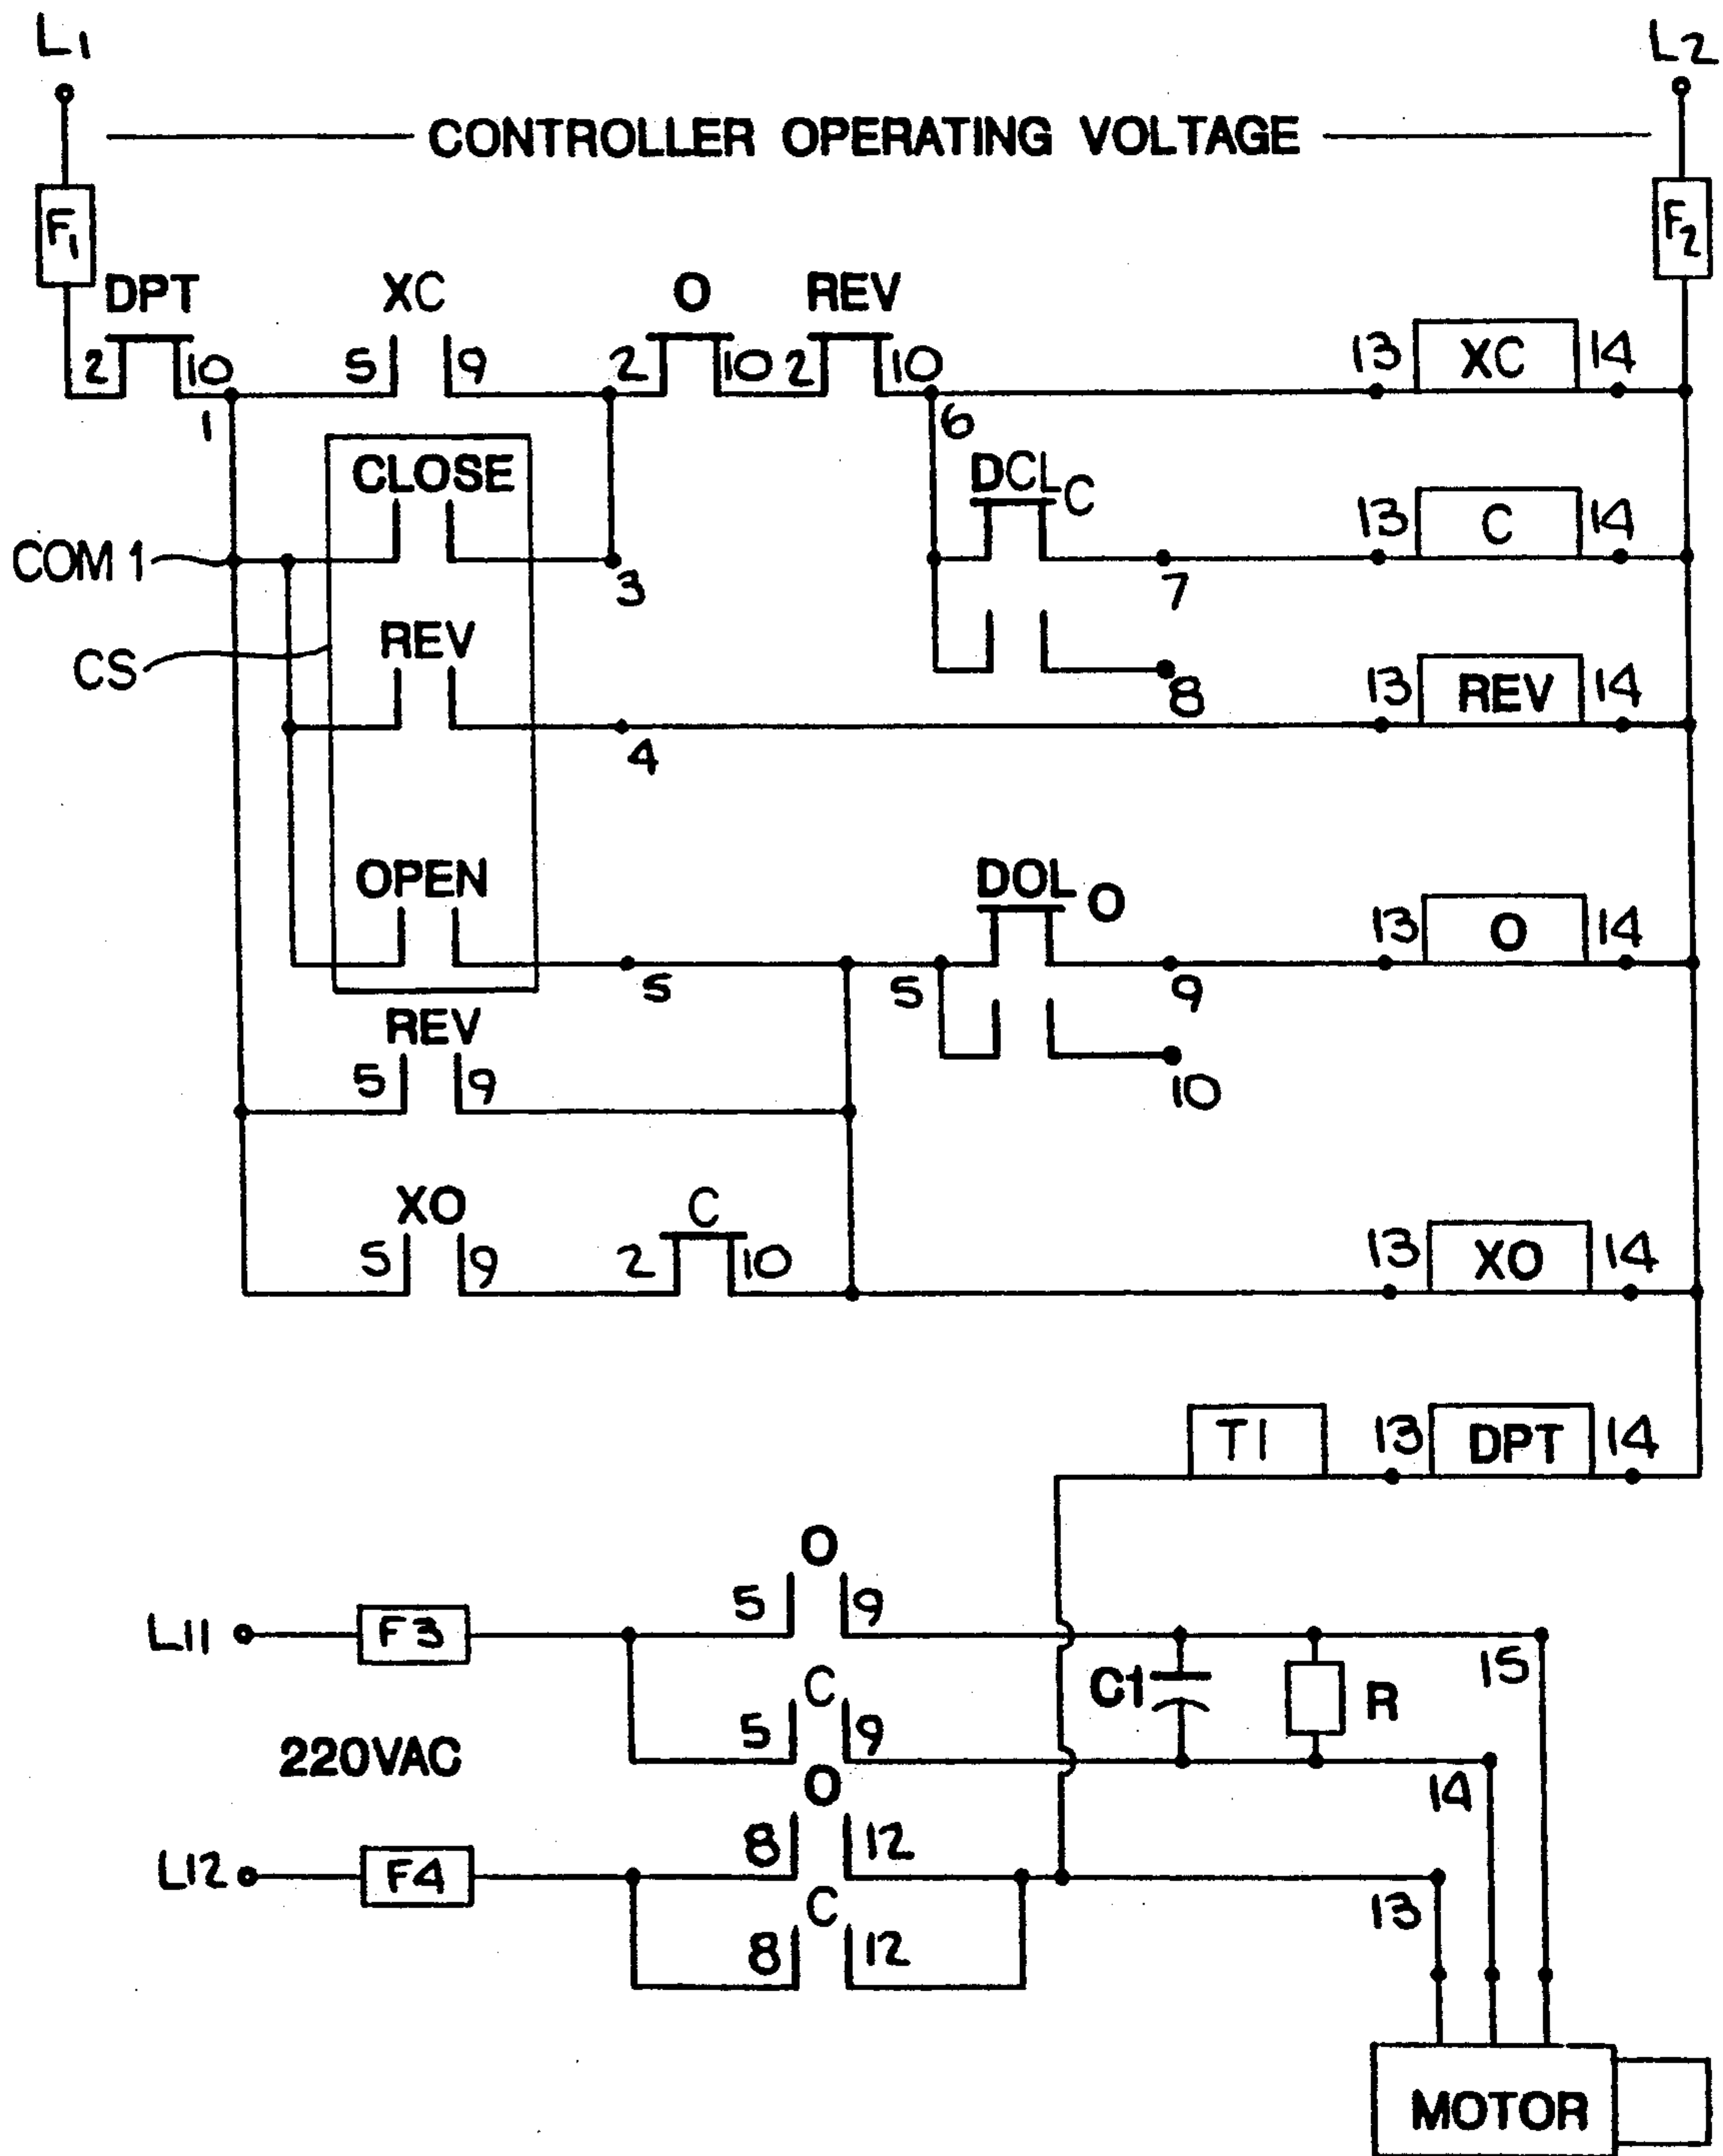 L1 L2
CONTROLLER OPERATING VOLTAGE
F1 F2
DPT XC O REV
2 10 5 9 2 10 2 10 13 XC 14
1 6
CLOSE DCL C 13 C 14
COM 1 3 7
REV
CS 8 13 REV 14
4
OPEN DOL O 13 O 14
5 5 9
REV
5 9 10
XO C
5 9 2 10 13 XO 14
T1 13 DPT 14
O
5 9
L11 F3 15
C C1 R
5 9
220VAC 14
O
8 12
L12 F4
C 13
8 12
MOTOR